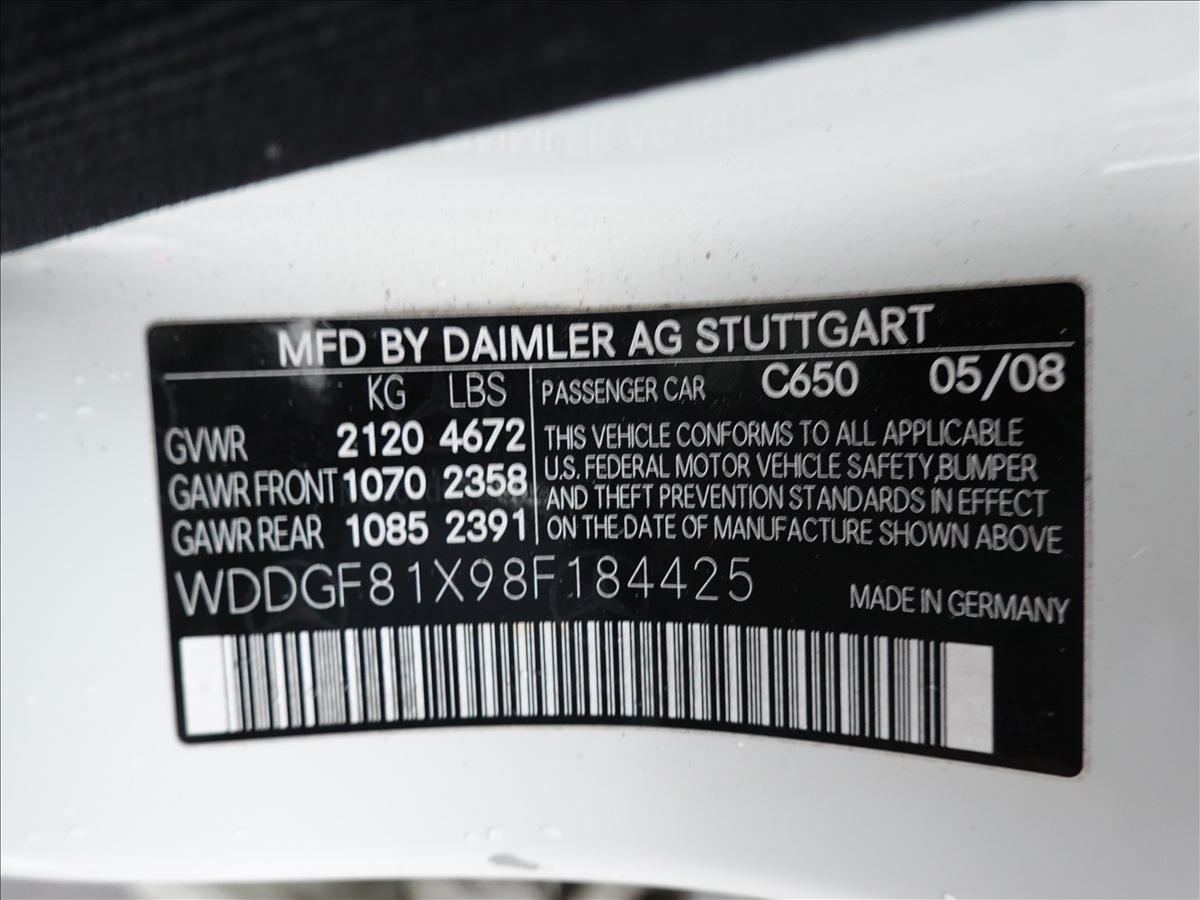 MFD BY DAIMLER AG STUTTGART
KG LBS
GVWR 2120 4672
GAWR FRONT 1070 2358
GAWR REAR 1085 2391
PASSENGER CAR C650 05/08
THIS VEHICLE CONFORMS TO ALL APPLICABLE
U.S. FEDERAL MOTOR VEHICLE SAFETY,BUMPER
AND THEFT PREVENTION STANDARDS IN EFFECT
ON THE DATE OF MANUFACTURE SHOWN ABOVE
WDDGF81X98F184425
MADE IN GERMANY